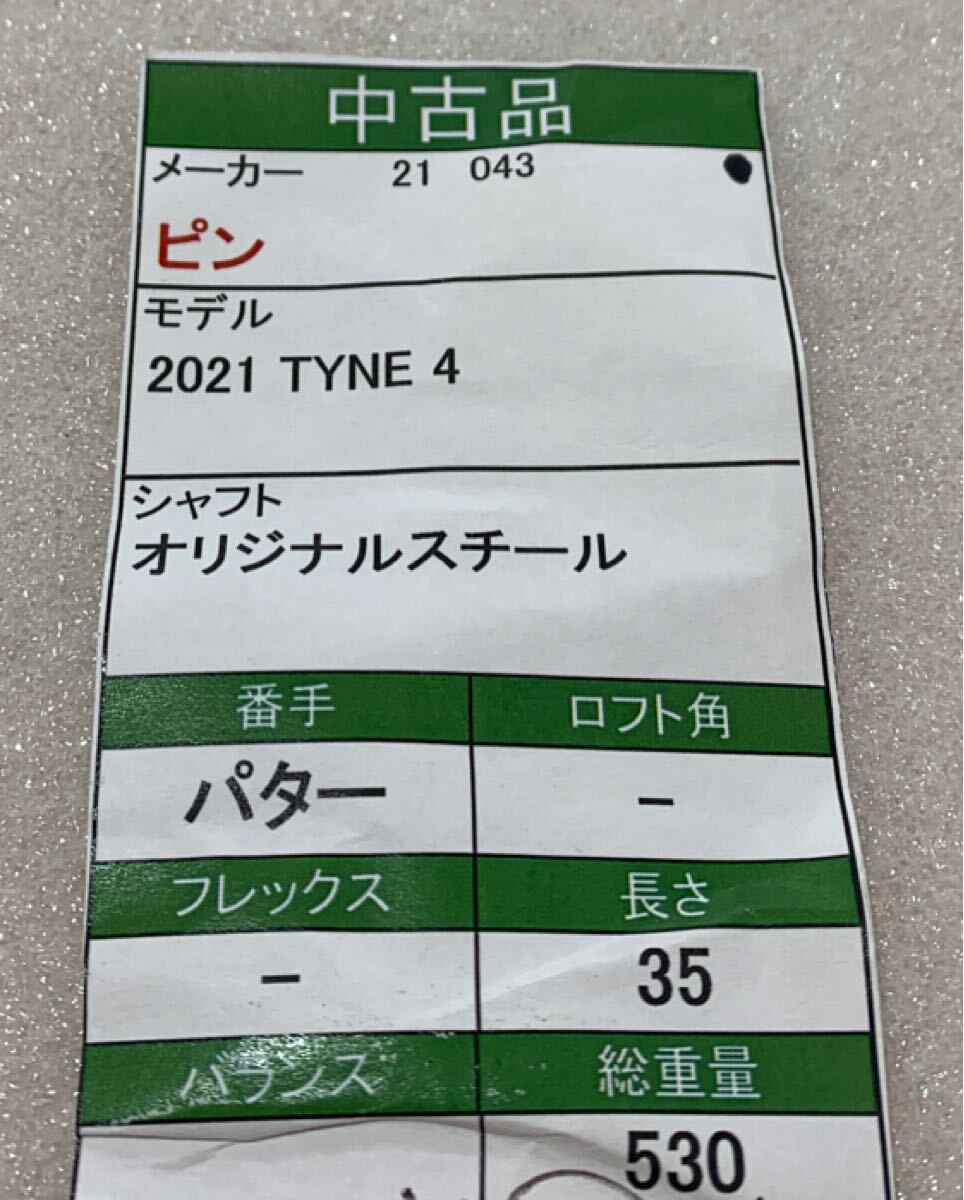 中古品
メーカー 21 043
ピン
モデル
2021 TYNE 4
シャフト
オリジナルスチール
番手 ロフト角
パター -
フレックス 長さ
- 35
バランス 総重量
530